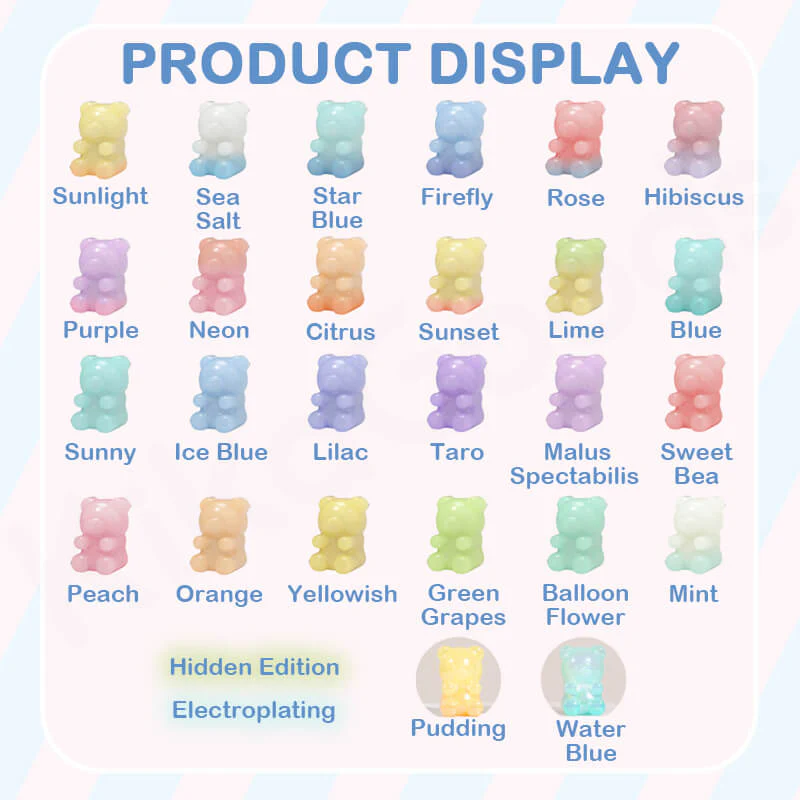 PRODUCT DISPLAY
Sunlight
Sea
Salt
Star
Blue
Firefly
Rose
Hibiscus
Purple
Neon
Citrus
Sunset
Lime
Blue
Sunny
Ice Blue
Lilac
Taro
Malus
Spectabilis
Sweet
Bea
Peach
Orange
Yellowish
Green
Grapes
Balloon
Flower
Mint
Hidden Edition
Electroplating
Pudding
Water
Blue